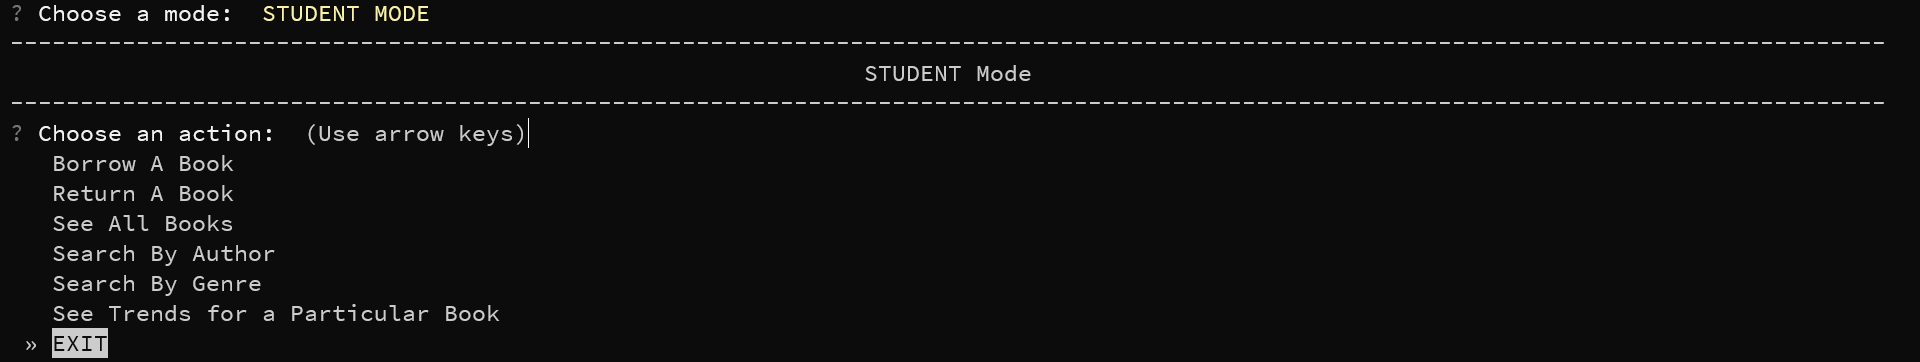 ? Choose a mode:  STUDENT MODE
--------------------------------------------------------------------------------------------------------------------------------------
STUDENT Mode
--------------------------------------------------------------------------------------------------------------------------------------
? Choose an action:  (Use arrow keys)
Borrow A Book
Return A Book
See All Books
Search By Author
Search By Genre
See Trends for a Particular Book
» EXIT